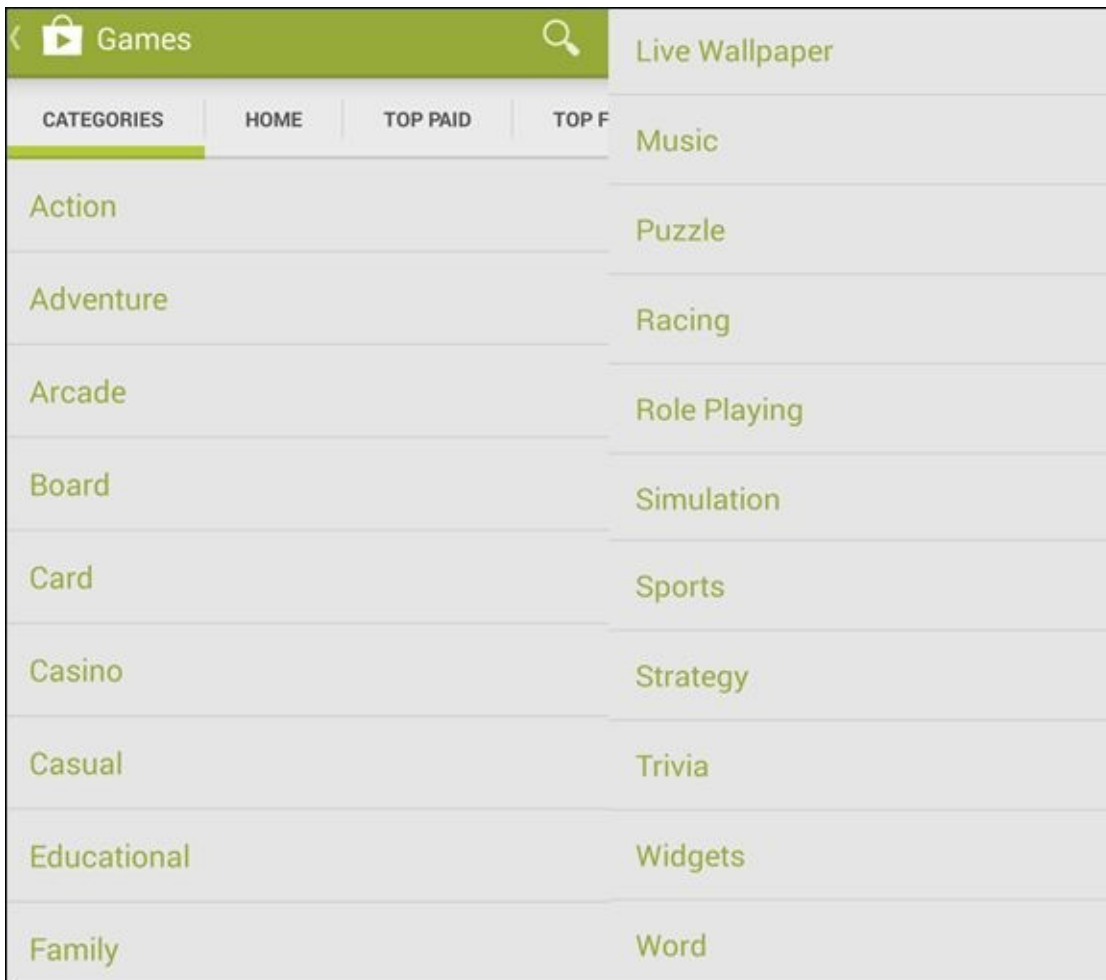 Games
CATEGORIES HOME TOP PAID TOP F
Action
Adventure
Arcade
Board
Card
Casino
Casual
Educational
Family
Live Wallpaper
Music
Puzzle
Racing
Role Playing
Simulation
Sports
Strategy
Trivia
Widgets
Word